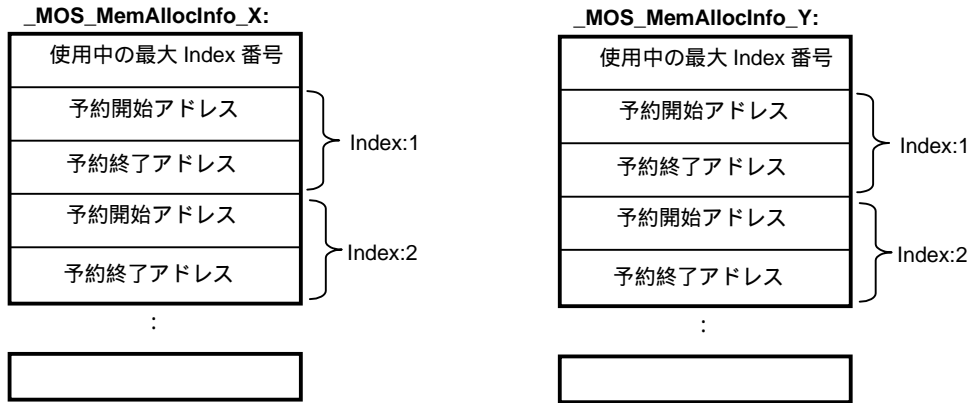 _MOS_MemAllocInfo_X:
使用中の最大 Index 番号
予約開始アドレス
予約終了アドレス
Index:1
予約開始アドレス
予約終了アドレス
Index:2
:
_MOS_MemAllocInfo_Y:
使用中の最大 Index 番号
予約開始アドレス
予約終了アドレス
Index:1
予約開始アドレス
予約終了アドレス
Index:2
: